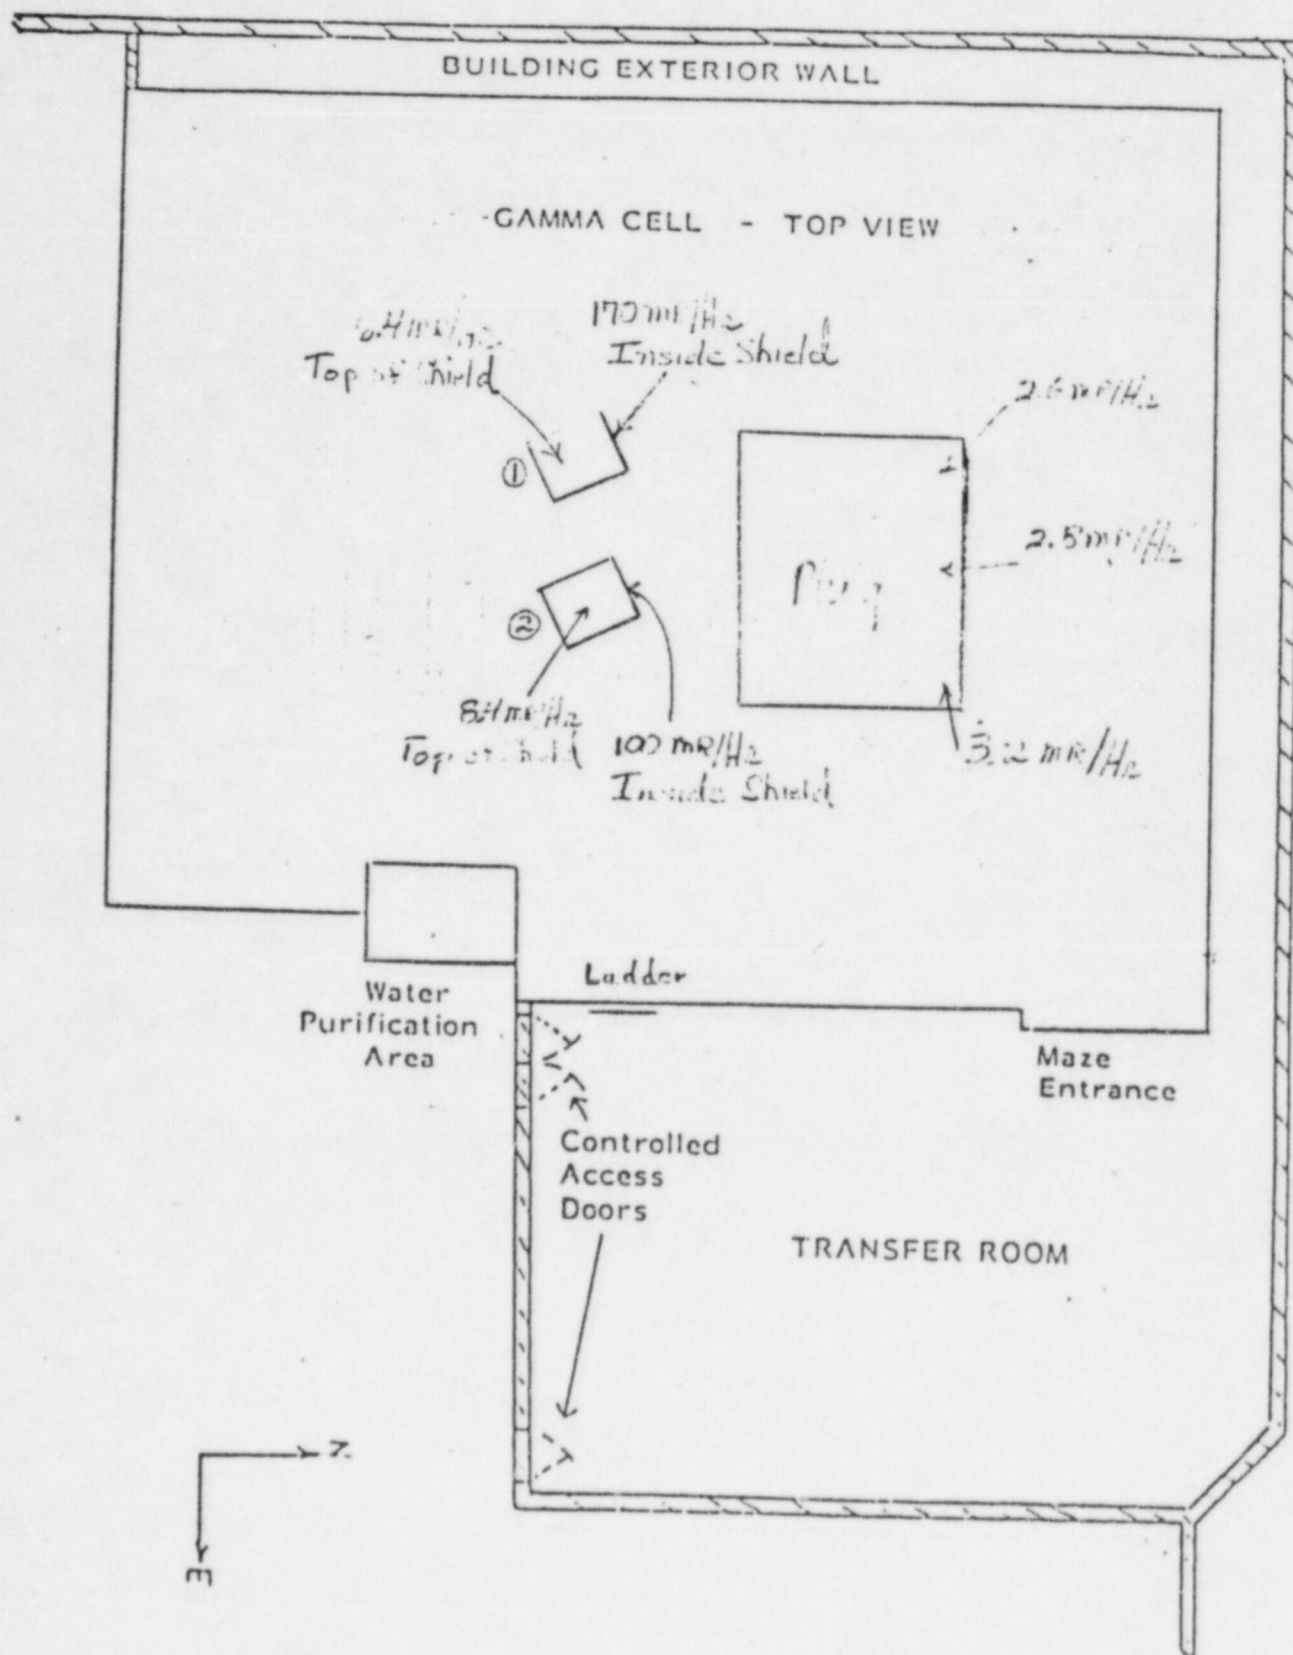 BUILDING EXTERIOR WALL
GAMMA CELL - TOP VIEW
Top of Shield
170 mR/Hr
Inside Shield
①
2.6 mR/Hr
2.5 mR/Hr
Plug
3.2 mR/Hr
②
Top of Shield
100 mR/Hr
Inside Shield
Water
Purification
Area
Ladder
Maze
Entrance
Controlled
Access
Doors
TRANSFER ROOM
N
E